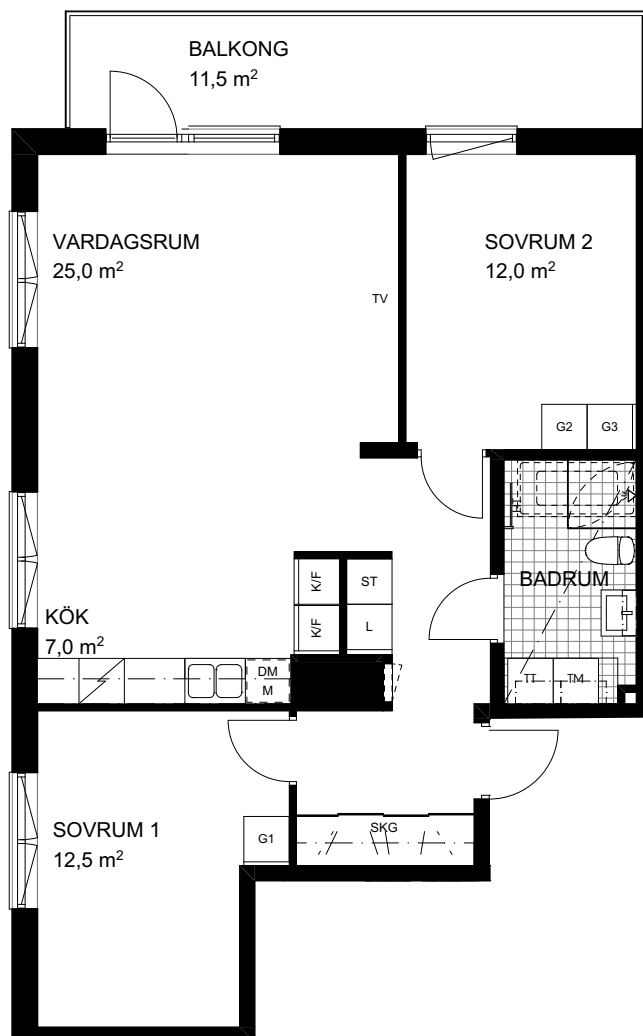 BALKONG
11,5 m²
VARDAGSRUM
25,0 m²
SOVRUM 2
12,0 m²
TV
G2 G3
K/F ST
K/F L
BADRUM
KÖK
7,0 m²
DM
M
TT TM
SOVRUM 1
12,5 m²
G1
SKG